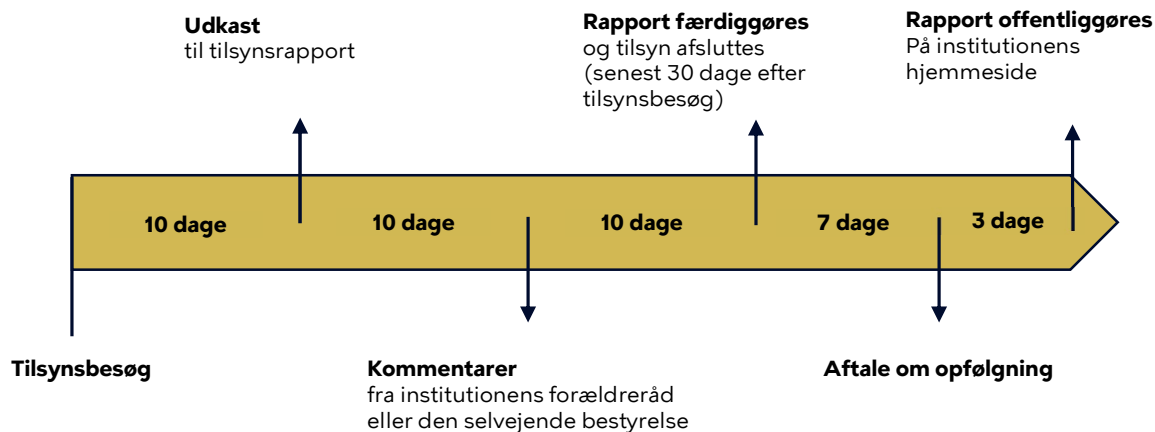 Udkast
til tilsynsrapport
Rapport færdiggøres
og tilsyn afsluttes
(senest 30 dage efter
tilsynsbesøg)
Rapport offentliggøres
På institutionens
hjemmeside
10 dage
10 dage
10 dage
7 dage
3 dage
Tilsynsbesøg
Kommentarer
fra institutionens forældreråd
eller den selvejende bestyrelse
Aftale om opfølgning